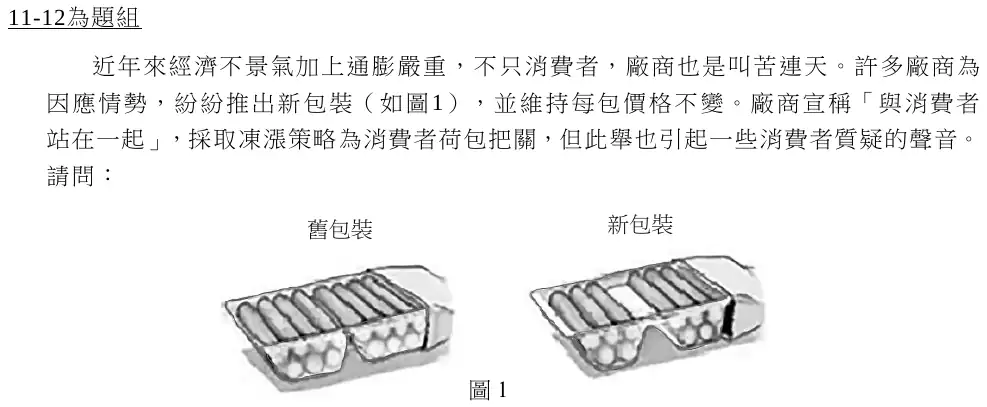 11-12為題組
近年來經濟不景氣加上通膨嚴重，不只消費者，廠商也是叫苦連天。許多廠商為
因應情勢，紛紛推出新包裝（如圖1），並維持每包價格不變。廠商宣稱「與消費者
站在一起」，採取凍漲策略為消費者荷包把關，但此舉也引起一些消費者質疑的聲音。
請問：
舊包裝
新包裝
圖 1